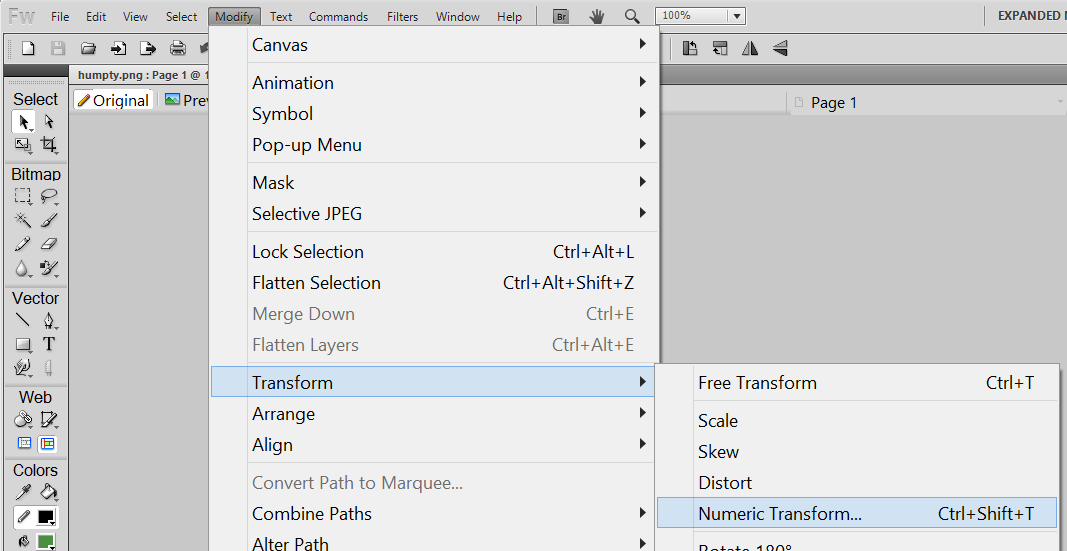 Fw File Edit View Select Modify Text Commands Filters Window Help Br 100% EXPANDED
humpty.png : Page 1 @ 1
Original Prev
Page 1
Select
Bitmap
Vector
T
Web
Colors
Canvas
Animation
Symbol
Pop-up Menu
Mask
Selective JPEG
Lock Selection Ctrl+Alt+L
Flatten Selection Ctrl+Alt+Shift+Z
Merge Down Ctrl+E
Flatten Layers Ctrl+Alt+E
Transform
Arrange
Align
Convert Path to Marquee...
Combine Paths
Alter Path
Free Transform Ctrl+T
Scale
Skew
Distort
Numeric Transform... Ctrl+Shift+T
Rotate 180°